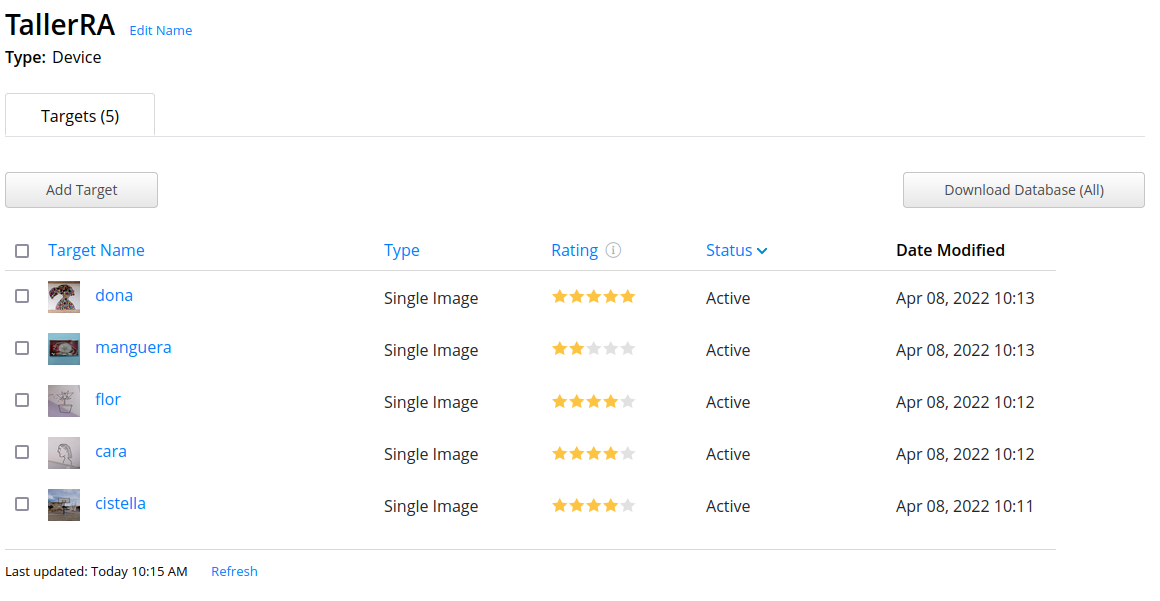 TallerRA Edit Name
Type: Device
Targets (5)
Add Target Download Database (All)
Target Name Type Rating Status Date Modified
dona Single Image Active Apr 08, 2022 10:13
manguera Single Image Active Apr 08, 2022 10:13
flor Single Image Active Apr 08, 2022 10:12
cara Single Image Active Apr 08, 2022 10:12
cistella Single Image Active Apr 08, 2022 10:11
Last updated: Today 10:15 AM Refresh